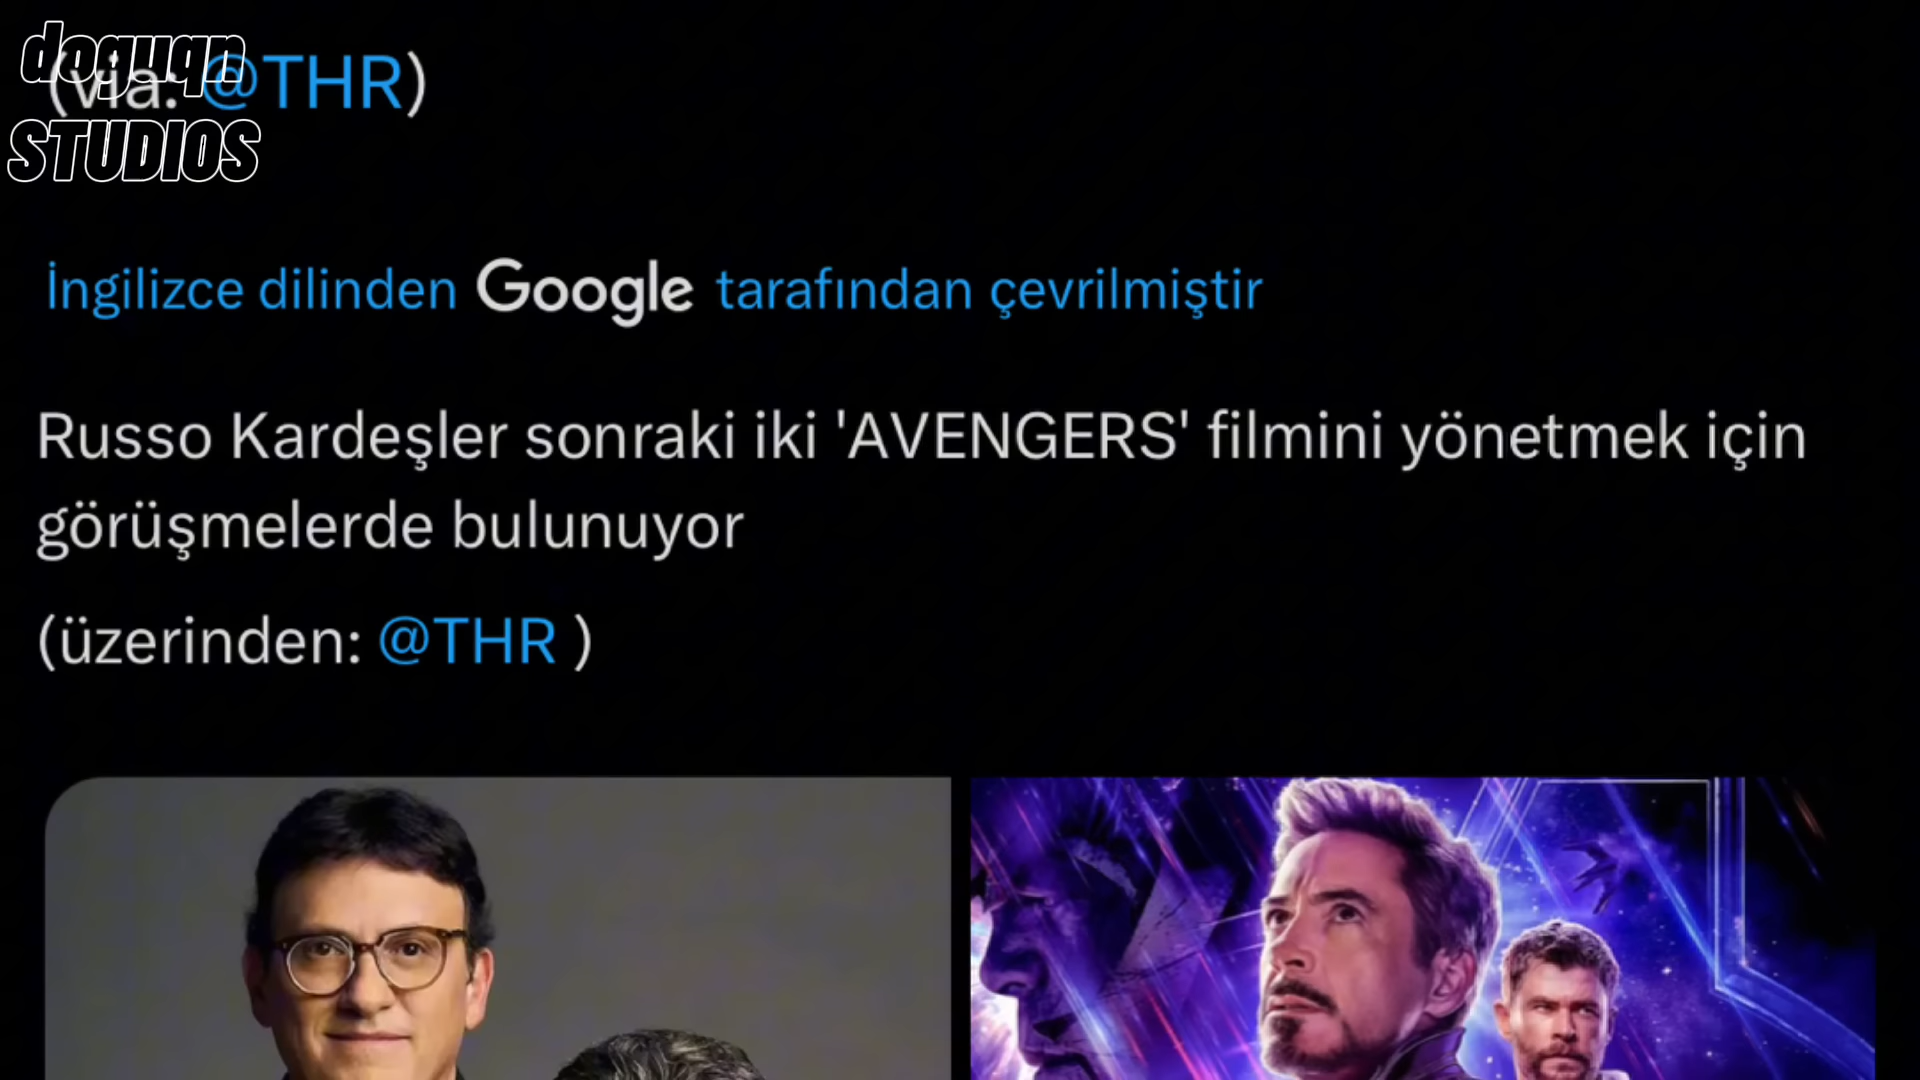 doguqn
STUDIOS
(via: @THR)
İngilizce dilinden Google tarafından çevrilmiştir
Russo Kardeşler sonraki iki 'AVENGERS' filmini yönetmek için
görüşmelerde bulunuyor
(üzerinden: @THR )